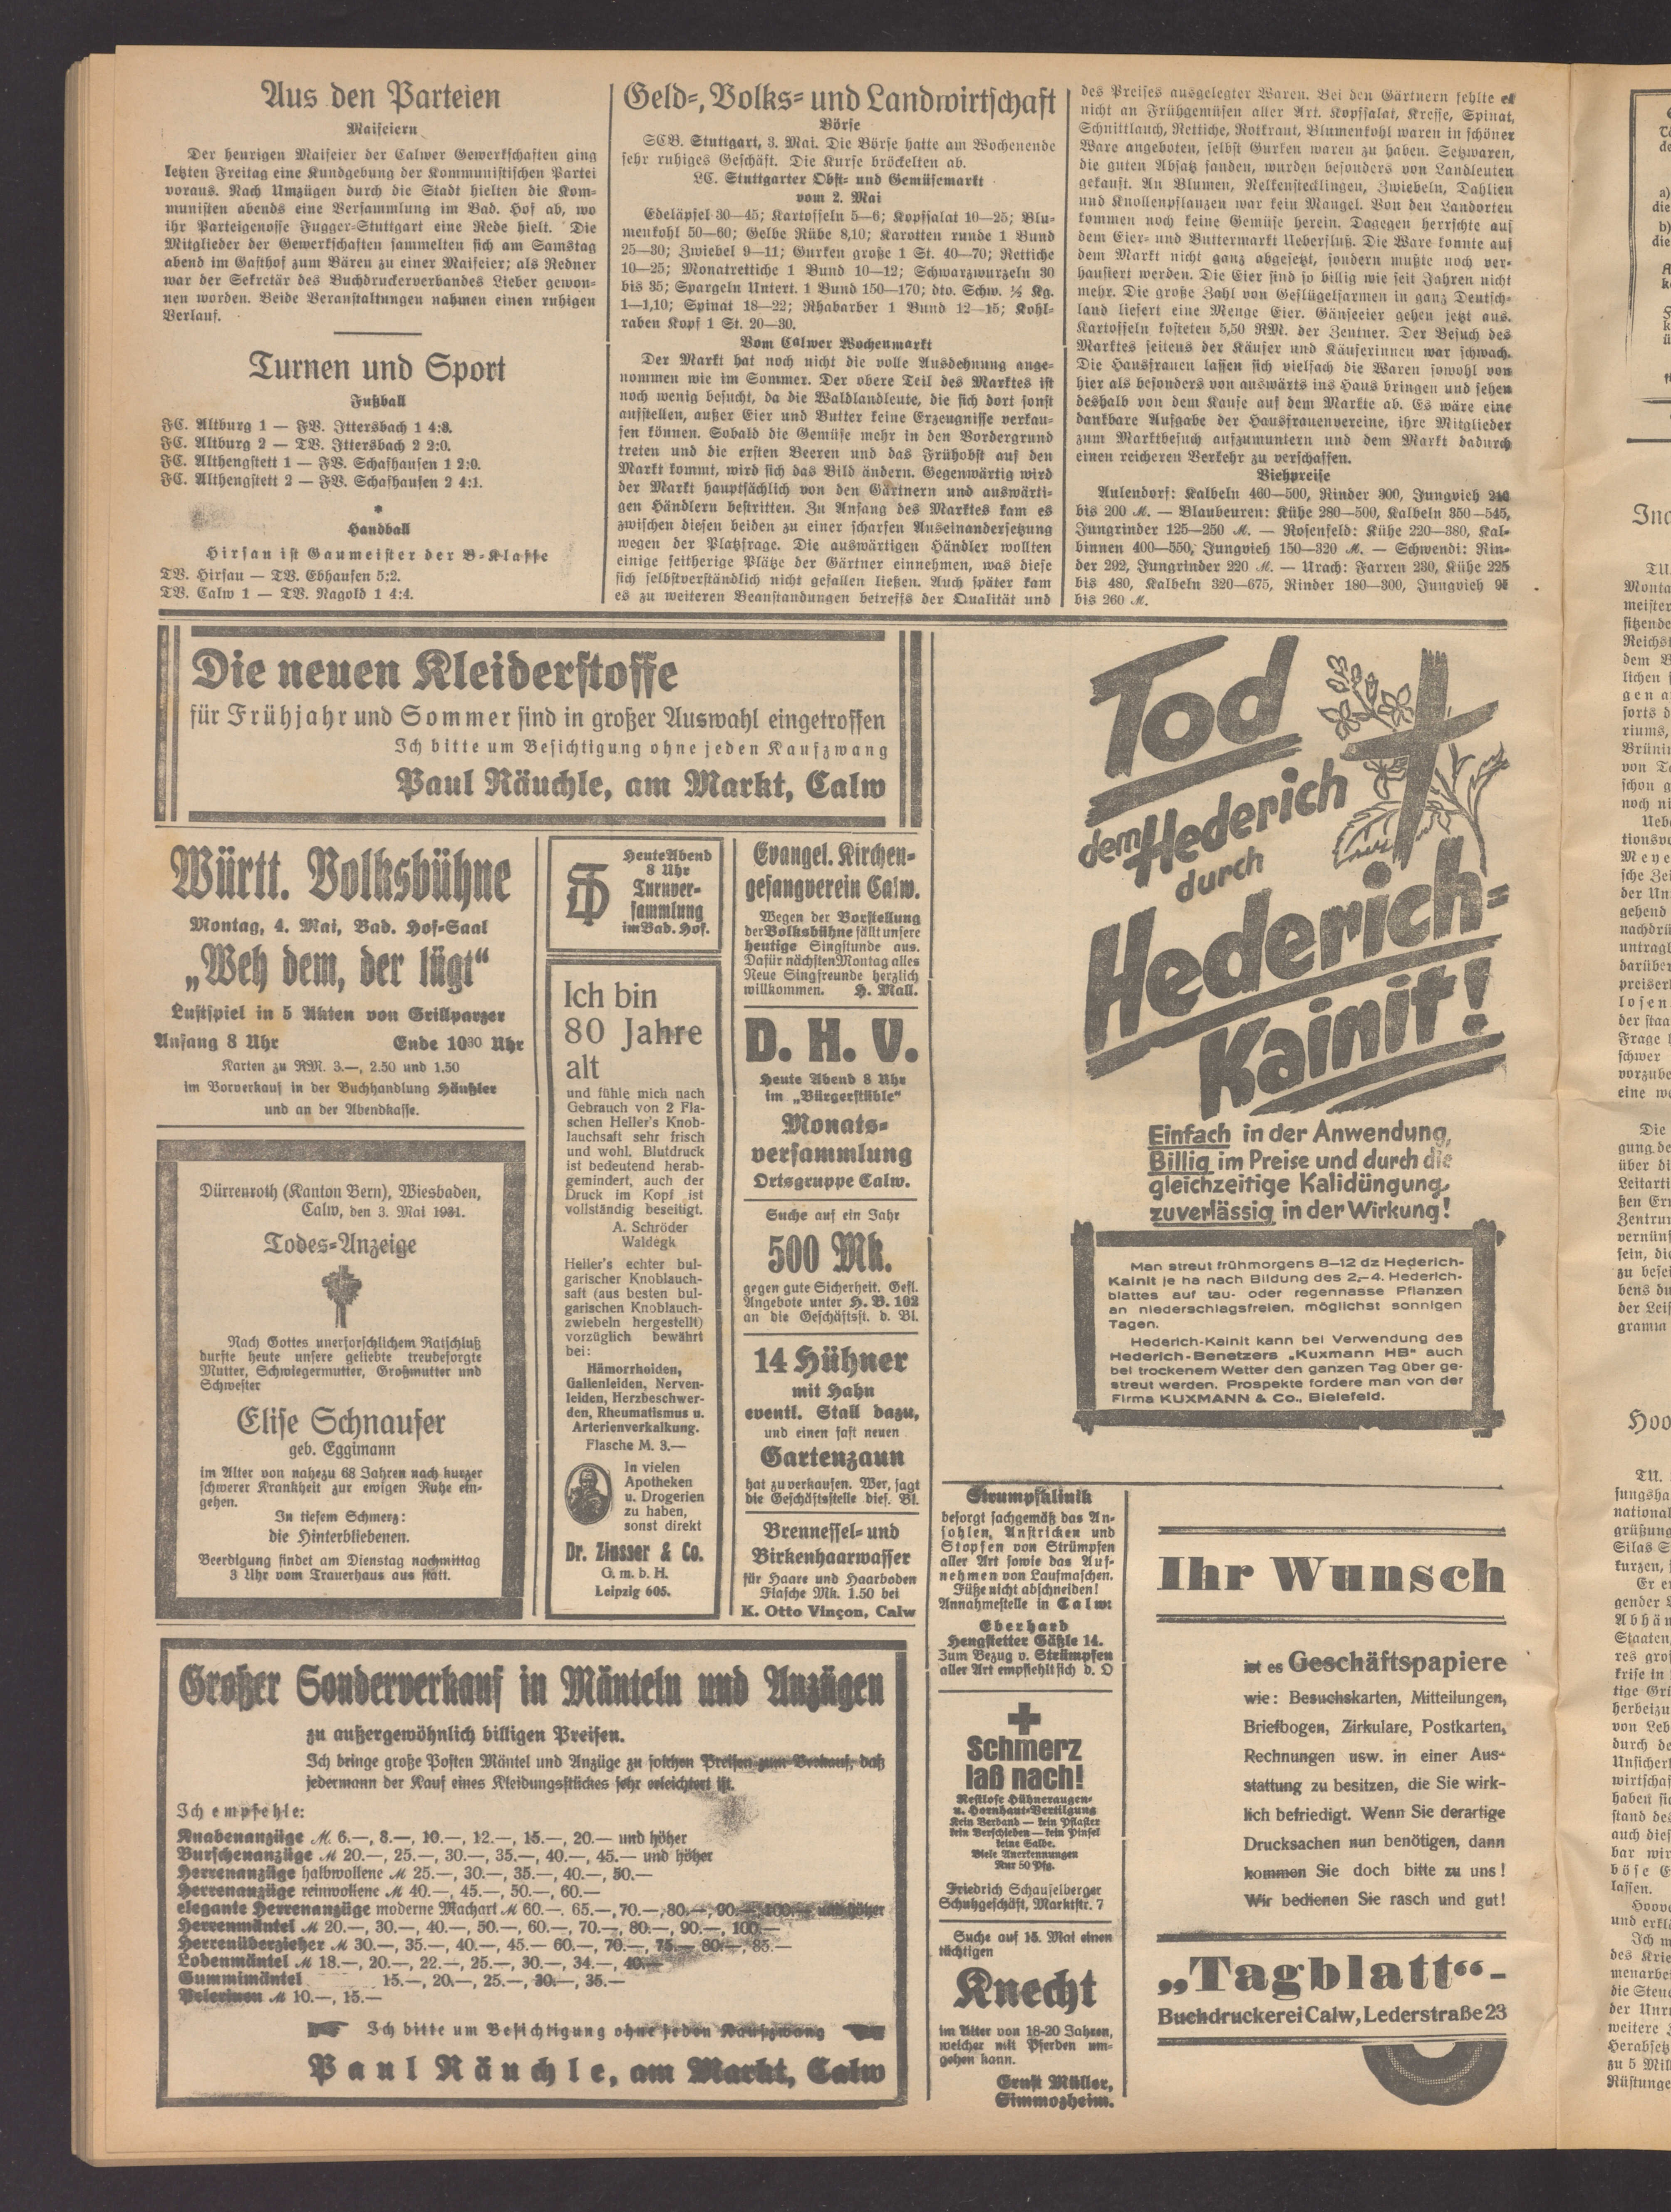 Aus den Parteien
Maifeiern
Der heurigen Maifeier der Calwer Gewerkschaften ging
letzten Freitag eine Kundgebung der Kommunistischen Partei
voraus. Nach Umzügen durch die Stadt hielten die Kom-
munisten abends eine Versammlung im Bad. Hof ab, wo
ihr Parteigenosse Fugger-Stuttgart eine Rede hielt. Die
Mitglieder der Gewerkschaften sammelten sich am Samstag
abend im Gasthof zum Bären zu einer Maifeier; als Redner
war der Sekretär des Buchdruckerverbandes Lieber gewon-
nen worden. Beide Veranstaltungen nahmen einen ruhigen
Verlauf.
Turnen und Sport
Fußball
FC. Altburg 1 — FV. Ittersbach 1 4:3.
FC. Altburg 2 — TV. Ittersbach 2 2:0.
FC. Althengstett 1 — FV. Schafhausen 1 2:0.
FC. Althengstett 2 — FV. Schafhausen 2 4:1.
*
Handball
Hirsau ist Gaumeister der B-Klasse
TV. Hirsau — TV. Ebhausen 5:2.
TV. Calw 1 — TV. Nagold 1 4:4.
Geld-, Volks- und Landwirtschaft
Börse
SCB. Stuttgart, 3. Mai. Die Börse hatte am Wochenende
sehr ruhiges Geschäft. Die Kurse bröckelten ab.
LC. Stuttgarter Obst- und Gemüsemarkt
vom 2. Mai
Edeläpfel 30—45; Kartoffeln 5—6; Kopfsalat 10—25; Blu-
menkohl 50—60; Gelbe Rübe 8,10; Karotten runde 1 Bund
25—30; Zwiebel 9—11; Gurken große 1 St. 40—70; Rettiche
10—25; Monatrettiche 1 Bund 10—12; Schwarzwurzeln 30
bis 35; Spargeln Untert. 1 Bund 150—170; dto. Schw. ½ Kg.
1—1,10; Spinat 18—22; Rhabarber 1 Bund 12—15; Kohl-
raben Kopf 1 St. 20—30.
Vom Calwer Wochenmarkt
Der Markt hat noch nicht die volle Ausdehnung ange-
nommen wie im Sommer. Der obere Teil des Marktes ist
noch wenig besucht, da die Waldlandleute, die sich dort sonst
aufstellen, außer Eier und Butter keine Erzeugnisse verkau-
fen können. Sobald die Gemüse mehr in den Vordergrund
treten und die ersten Beeren und das Frühobst auf den
Markt kommt, wird sich das Bild ändern. Gegenwärtig wird
der Markt hauptsächlich von den Gärtnern und auswärti-
gen Händlern bestritten. Zu Anfang des Marktes kam es
zwischen diesen beiden zu einer scharfen Auseinandersetzung
wegen der Platzfrage. Die auswärtigen Händler wollten
einige seitherige Plätze der Gärtner einnehmen, was diese
sich selbstverständlich nicht gefallen ließen. Auch später kam
es zu weiteren Beanstandungen betreffs der Qualität und
des Preises ausgelegter Waren. Bei den Gärtnern fehlte es
nicht an Frühgemüsen aller Art. Kopfsalat, Kresse, Spinat,
Schnittlauch, Rettiche, Rotkraut, Blumenkohl waren in schöner
Ware angeboten, selbst Gurken waren zu haben. Setzwaren,
die guten Absatz fanden, wurden besonders von Landleuten
gekauft. An Blumen, Nelkenstecklingen, Zwiebeln, Dahlien
und Knollenpflanzen war kein Mangel. Von den Landorten
kommen noch keine Gemüse herein. Dagegen herrschte auf
dem Eier- und Buttermarkt Ueberfluß. Die Ware konnte auf
dem Markt nicht ganz abgesetzt, sondern mußte noch ver-
hausiert werden. Die Eier sind so billig wie seit Jahren nicht
mehr. Die große Zahl von Geflügelfarmen in ganz Deutsch-
land liefert eine Menge Eier. Gänseeier gehen jetzt aus.
Kartoffeln kosteten 5,50 RM. der Zentner. Der Besuch des
Marktes seitens der Käufer und Käuferinnen war schwach.
Die Hausfrauen lassen sich vielfach die Waren sowohl von
hier als besonders von auswärts ins Haus bringen und sehen
deshalb von dem Kaufe auf dem Markte ab. Es wäre eine
dankbare Aufgabe der Hausfrauenvereine, ihre Mitglieder
zum Marktbesuch aufzumuntern und dem Markt dadurch
einen reicheren Verkehr zu verschaffen.
Viehpreise
Aulendorf: Kalbeln 460—500, Rinder 300, Jungvieh
bis 200 M. — Blaubeuren: Kühe 280—500, Kalbeln 350—545,
Jungrinder 125—250 M. — Rosenfeld: Kühe 220—380, Kal-
binnen 400—550, Jungvieh 150—320 M. — Schwendi: Rin-
der 292, Jungrinder 220 M. — Urach: Farren 230, Kühe 225
bis 480, Kalbeln 320—675, Rinder 180—300, Jungvieh
bis 260 M.
Die neuen Kleiderstoffe
für Frühjahr und Sommer sind in großer Auswahl eingetroffen
Ich bitte um Besichtigung ohne jeden Kaufzwang
Paul Räuchle, am Markt, Calw
Württ. Volksbühne
Montag, 4. Mai, Bad. Hof-Saal
„Weh dem, der lügt“
Lustspiel in 5 Akten von Grillparzer
Anfang 8 Uhr Ende 10³⁰ Uhr
Karten zu RM. 3.—, 2.50 und 1.50
im Vorverkauf in der Buchhandlung Häußler
und an der Abendkasse.
Dürrenroth (Kanton Bern), Wiesbaden,
Calw, den 3. Mai 1931.
Todes-Anzeige
Nach Gottes unerforschlichem Ratschluß
durfte heute unsere geliebte treubesorgte
Mutter, Schwiegermutter, Großmutter und
Schwester
Elise Schnaufer
geb. Eggimann
im Alter von nahezu 68 Jahren nach kurzer
schwerer Krankheit zur ewigen Ruhe ein-
gehen.
In tiefem Schmerz:
die Hinterbliebenen.
Beerdigung findet am Dienstag nachmittag
3 Uhr vom Trauerhaus aus statt.
Heute Abend
8 Uhr
Turnver-
sammlung
im Bad. Hof.
Ich bin
80 Jahre
alt
und fühle mich nach
Gebrauch von 2 Fla-
schen Heller's Knob-
lauchsaft sehr frisch
und wohl. Blutdruck
ist bedeutend herab-
gemindert, auch der
Druck im Kopf ist
vollständig beseitigt.
A. Schröder
Waldegk
Heller's echter bul-
garischer Knoblauch-
saft (aus besten bul-
garischen Knoblauch-
zwiebeln hergestellt)
vorzüglich bewährt
bei:
Hämorrhoiden,
Gallenleiden, Nerven-
leiden, Herzbeschwer-
den, Rheumatismus u.
Arterienverkalkung.
Flasche M. 3.—
In vielen
Apotheken
u. Drogerien
zu haben,
sonst direkt
Dr. Zinsser & Co.
G. m. b. H.
Leipzig 605.
Evangel. Kirchen-
gesangverein Calw.
Wegen der Vorstellung
der Volksbühne fällt unsere
heutige Singstunde aus.
Dafür nächsten Montag alles
Neue Singfreunde herzlich
willkommen. H. Mall.
D. H. V.
Heute Abend 8 Uhr
im „Bürgerstüble“
Monats-
versammlung
Ortsgruppe Calw.
Suche auf ein Jahr
500 Mk.
gegen gute Sicherheit. Gefl.
Angebote unter H. B. 102
an die Geschäftsst. d. Bl.
14 Hühner
mit Hahn
eventl. Stall dazu,
und einen fast neuen
Gartenzaun
hat zu verkaufen. Wer, sagt
die Geschäftsstelle dies. Bl.
Brennessel- und
Birkenhaarwasser
für Haare und Haarboden
Flasche Mk. 1.50 bei
K. Otto Vinçon, Calw
Tod
dem Hederich
durch
Hederich-
Kainit!
Einfach in der Anwendung,
Billig im Preise und durch die
gleichzeitige Kalidüngung
zuverlässig in der Wirkung!
Man streut frühmorgens 8—12 dz Hederich-
Kainit je ha nach Bildung des 2.—4. Hederich-
blattes auf tau- oder regennasse Pflanzen
an niederschlagsfreien, möglichst sonnigen
Tagen.
Hederich-Kainit kann bei Verwendung des
Hederich-Benetzers „Kuxmann HB“ auch
bei trockenem Wetter den ganzen Tag über ge-
streut werden. Prospekte fordere man von der
Firma KUXMANN & Co., Bielefeld.
Großer Sonderverkauf in Mänteln und Anzügen
zu außergewöhnlich billigen Preisen.
Ich bringe große Posten Mäntel und Anzüge zu solchen Preisen zum Verkauf, daß
jedermann der Kauf eines Kleidungsstückes sehr erleichtert ist.
Ich empfehle:
Knabenanzüge M. 6.—, 8.—, 10.—, 12.—, 15.—, 20.— und höher
Burschenanzüge M 20.—, 25.—, 30.—, 35.—, 40.—, 45.— und höher
Herrenanzüge halbwollene M 25.—, 30.—, 35.—, 40.—, 50.—
Herrenanzüge reinwollene M 40.—, 45.—, 50.—, 60.—
elegante Herrenanzüge moderne Machart M 60.—, 65.—, 70.—, 80.—, 90.—, 100.— und höher
Herrenmäntel M 20.—, 30.—, 40.—, 50.—, 60.—, 70.—, 80.—, 90.—, 100.—
Herrenüberzieher M 30.—, 35.—, 40.—, 45.— 60.—, 70.—, 75.— 80.—, 85.—
Lodenmäntel M 18.—, 20.—, 22.—, 25.—, 30.—, 34.—, 40.—
Gummimäntel 15.—, 20.—, 25.—, 30.—, 35.—
Pelerinen M 10.—, 15.—
Ich bitte um Besichtigung ohne jeden Kaufzwang
Paul Räuchle, am Markt, Calw
Strumpfklinik
besorgt sachgemäß das An-
sohlen, Anstricken und
Stopfen von Strümpfen
aller Art sowie das Auf-
nehmen von Laufmaschen.
Füße nicht abschneiden!
Annahmestelle in Calw:
Eberhard
Hengstetter Gäßle 14.
Zum Bezug v. Strümpfen
aller Art empfiehlt sich d. O
Schmerz
laß nach!
Restlose Hühneraugen-
u. Hornhaut-Vertilgung
Kein Verband — kein Pflaster
kein Verschieben — kein Pinsel
keine Salbe.
Viele Anerkennungen
Nur 50 Pfg.
Friedrich Schaufelberger
Schuhgeschäft, Marktstr. 7
Suche auf 15. Mai einen
tüchtigen
Knecht
im Alter von 18-20 Jahren,
welcher mit Pferden um-
gehen kann.
Ernst Müller,
Simmozheim.
Ihr Wunsch
ist es Geschäftspapiere
wie: Besuchskarten, Mitteilungen,
Briefbogen, Zirkulare, Postkarten,
Rechnungen usw. in einer Aus-
stattung zu besitzen, die Sie wirk-
lich befriedigt. Wenn Sie derartige
Drucksachen nun benötigen, dann
kommen Sie doch bitte zu uns!
Wir bedienen Sie rasch und gut!
„Tagblatt“-
Buchdruckerei Calw, Lederstraße 23